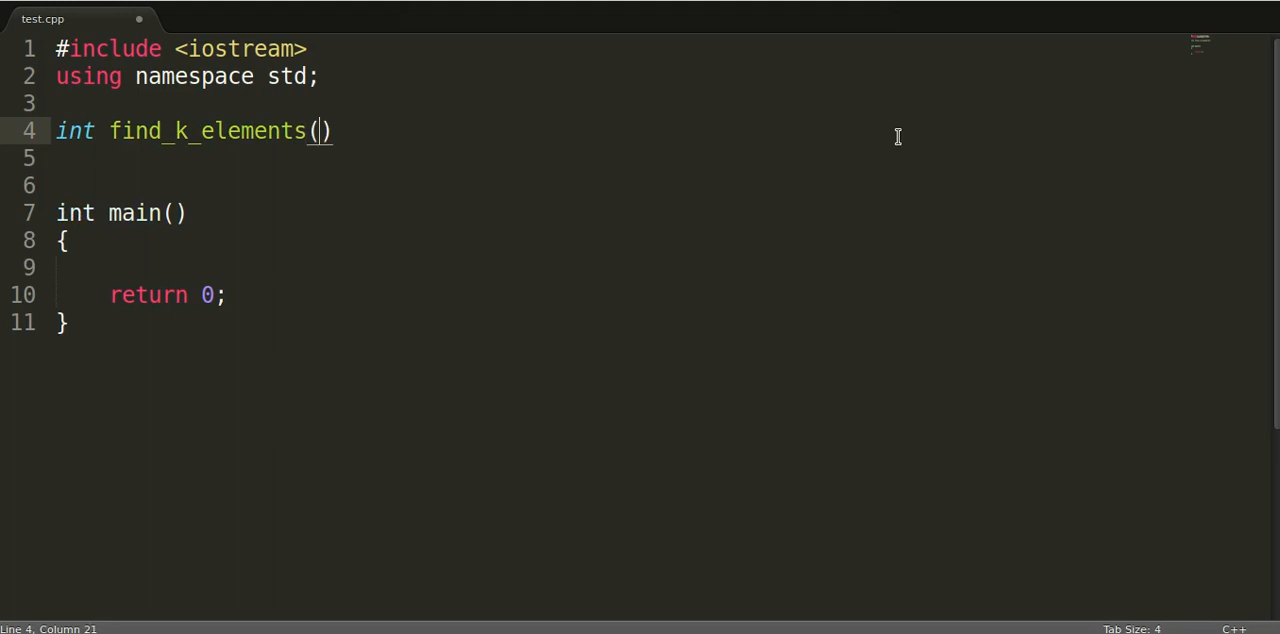 test.cpp
1 #include <iostream>
2 using namespace std;
3
4 int find_k_elements()
5
6
7 int main()
8 {
9
10 return 0;
11 }
Line 4, Column 21 Tab Size: 4 C++